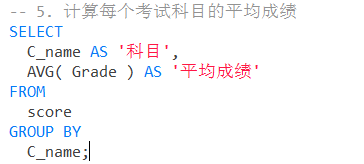 -- 5. 计算每个考试科目的平均成绩
SELECT
C_name AS '科目',
AVG( Grade ) AS '平均成绩'
FROM
score
GROUP BY
C_name;